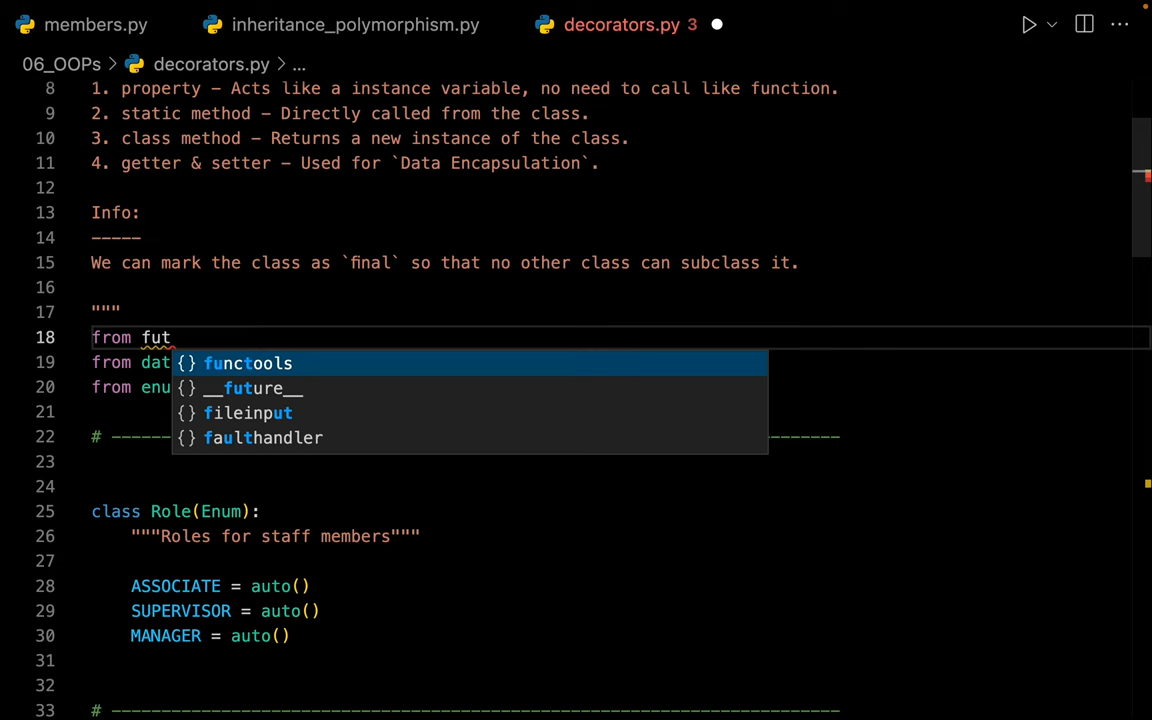 members.py inheritance_polymorphism.py decorators.py 3
06_OOPs > decorators.py > ...
8 1. property – Acts like a instance variable, no need to call like function.
9 2. static method – Directly called from the class.
10 3. class method – Returns a new instance of the class.
11 4. getter & setter – Used for `Data Encapsulation`.
12
13 Info:
14 -----
15 We can mark the class as `final` so that no other class can subclass it.
16
17 """
18 from fut
{} functools
19 from dat
{} __future__
20 from enu
{} fileinput
21
{} faulthandler
22 # --------------------------------------------------------------------------
23
24
25 class Role(Enum):
26 """Roles for staff members"""
27
28 ASSOCIATE = auto()
29 SUPERVISOR = auto()
30 MANAGER = auto()
31
32
33 # --------------------------------------------------------------------------